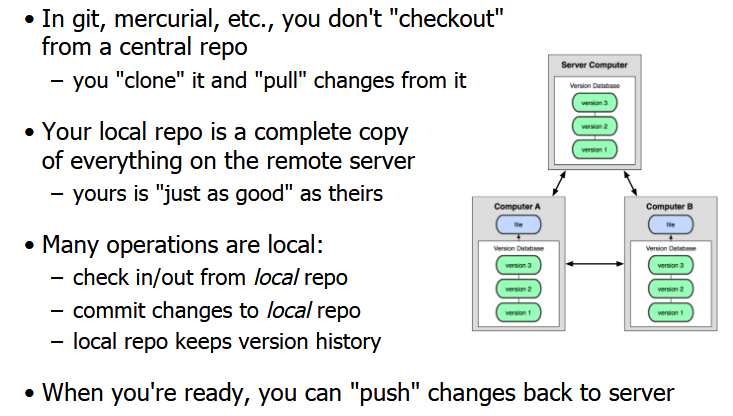 • In git, mercurial, etc., you don't "checkout"
from a central repo
– you "clone" it and "pull" changes from it
• Your local repo is a complete copy
of everything on the remote server
– yours is "just as good" as theirs
• Many operations are local:
– check in/out from local repo
– commit changes to local repo
– local repo keeps version history
• When you're ready, you can "push" changes back to server
Server Computer
Version Database
version 3
version 2
version 1
Computer A
file
Version Database
version 3
version 2
version 1
Computer B
file
Version Database
version 3
version 2
version 1